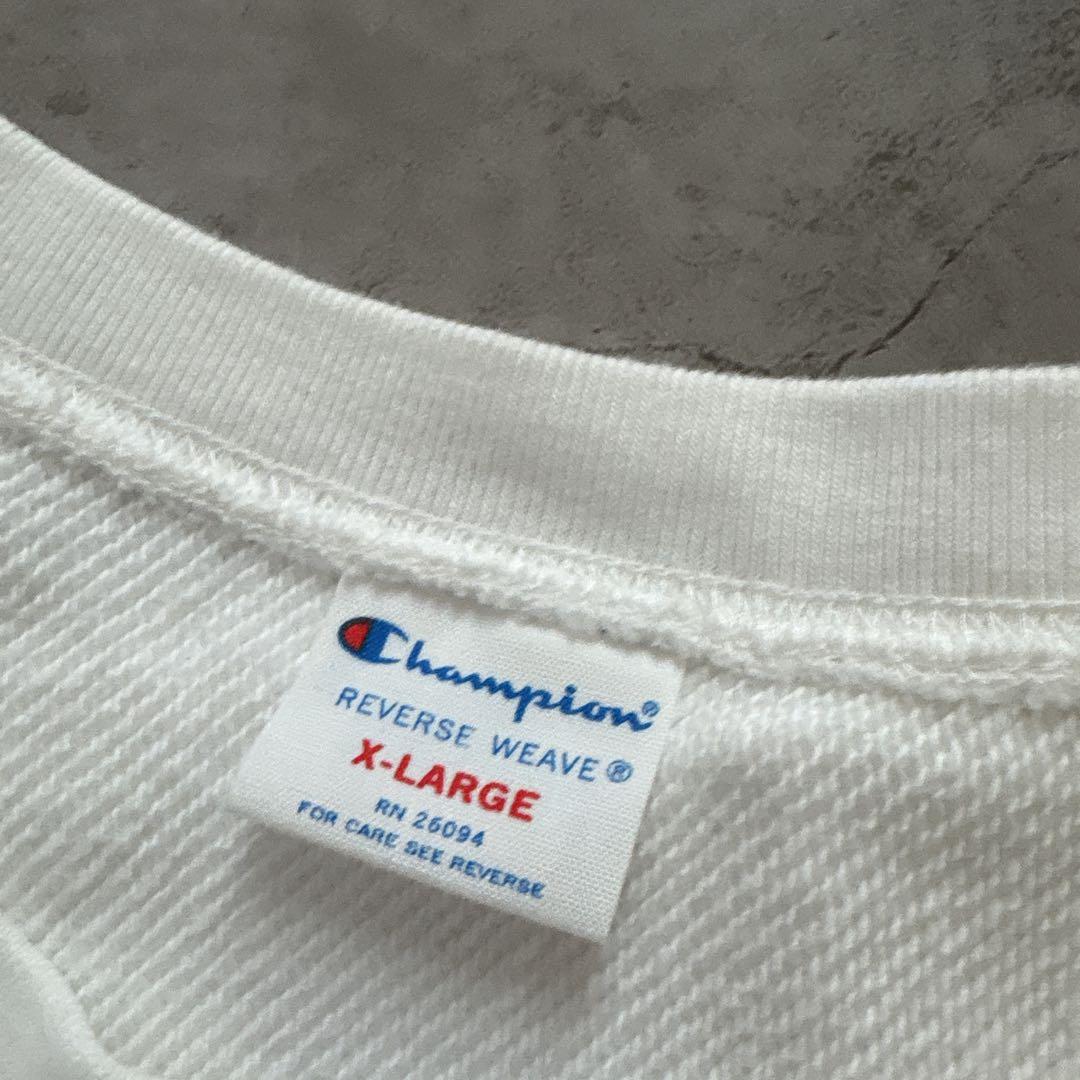 Champion®
REVERSE WEAVE®
X-LARGE
RN 26094
FOR CARE SEE REVERSE